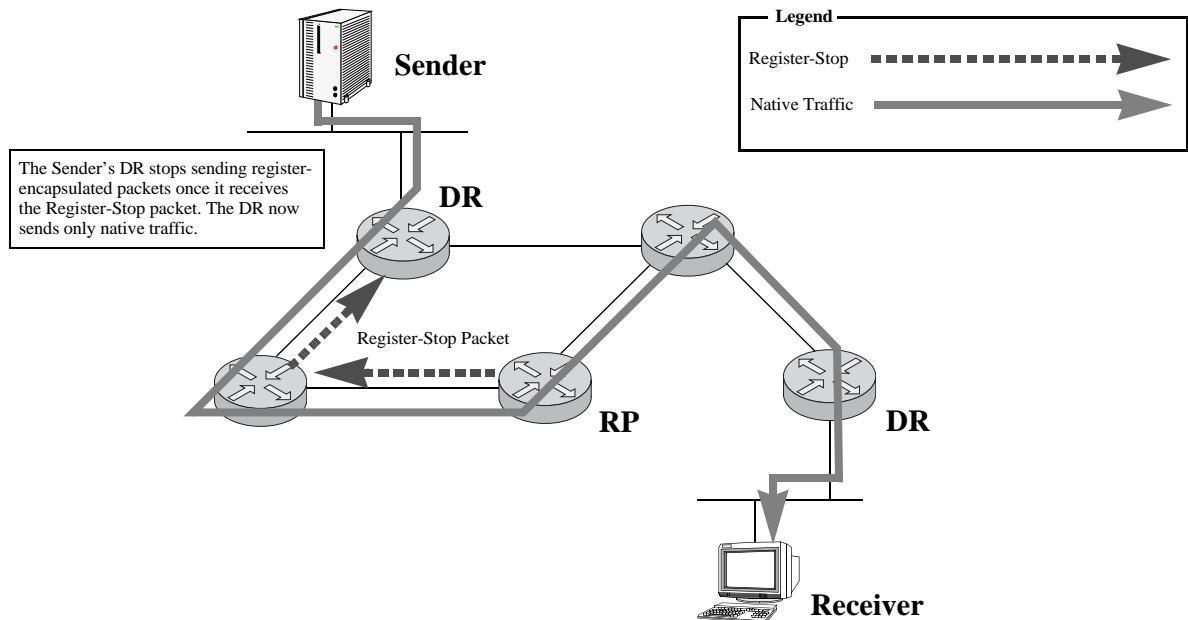 Legend
Register-Stop
Native Traffic
Sender
The Sender’s DR stops sending register-
encapsulated packets once it receives
the Register-Stop packet. The DR now
sends only native traffic.
DR
Register-Stop Packet
RP
DR
Receiver